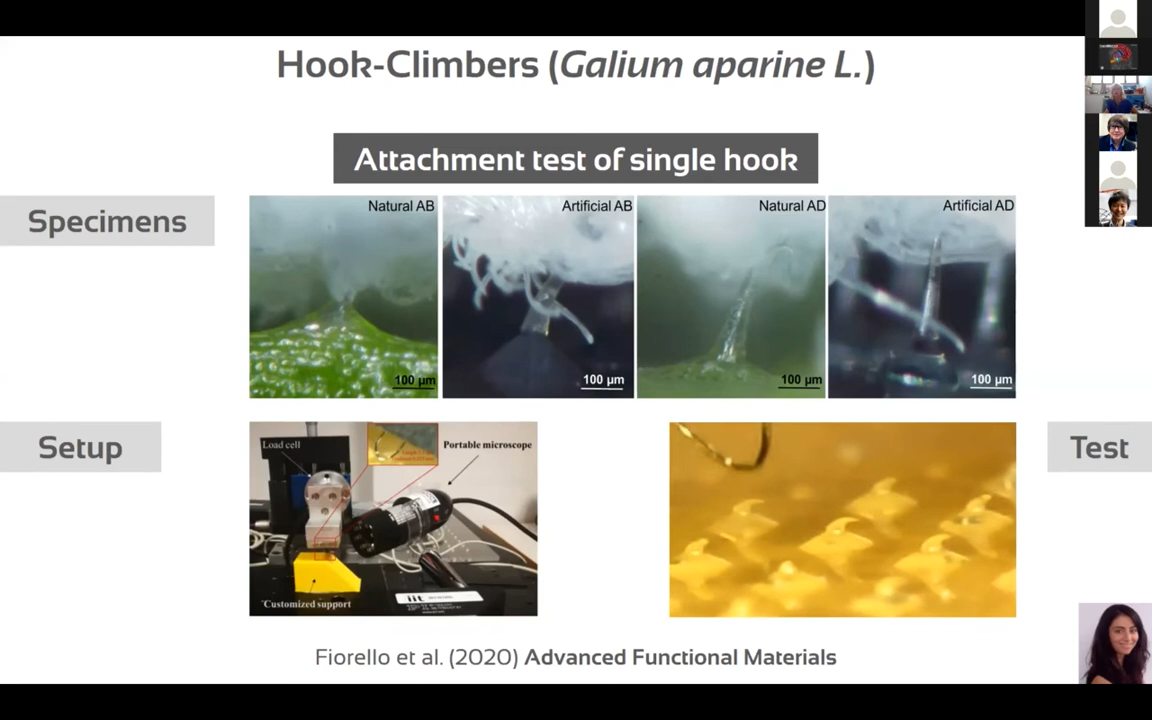 Hook-Climbers (Galium aparine L.)
Attachment test of single hook
Specimens
Natural AB
Artificial AB
Natural AD
Artificial AD
100 µm
100 µm
100 µm
100 µm
Setup
Load cell
Portable microscope
Customized support
iit
Test
Fiorello et al. (2020) Advanced Functional Materials